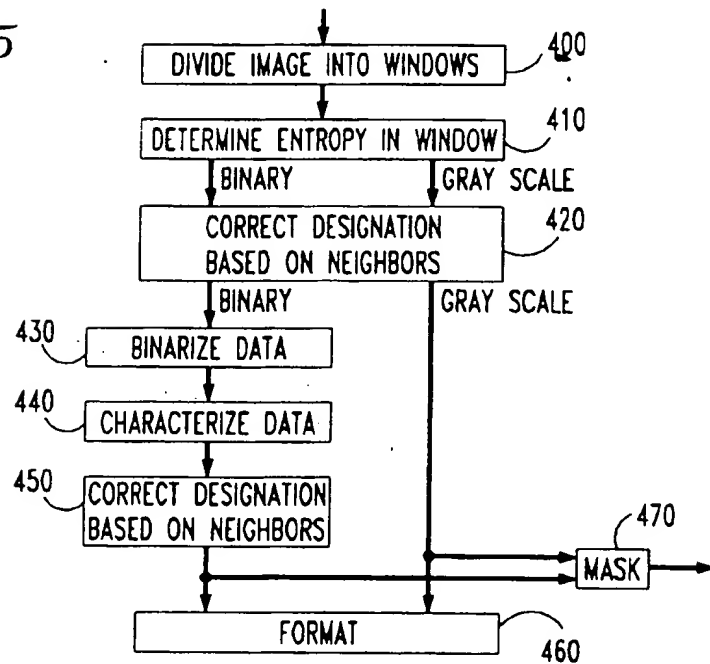 5
400
DIVIDE IMAGE INTO WINDOWS
410
DETERMINE ENTROPY IN WINDOW
BINARY
GRAY SCALE
420
CORRECT DESIGNATION
BASED ON NEIGHBORS
BINARY
GRAY SCALE
430
BINARIZE DATA
440
CHARACTERIZE DATA
450
CORRECT DESIGNATION
BASED ON NEIGHBORS
470
MASK
FORMAT
460